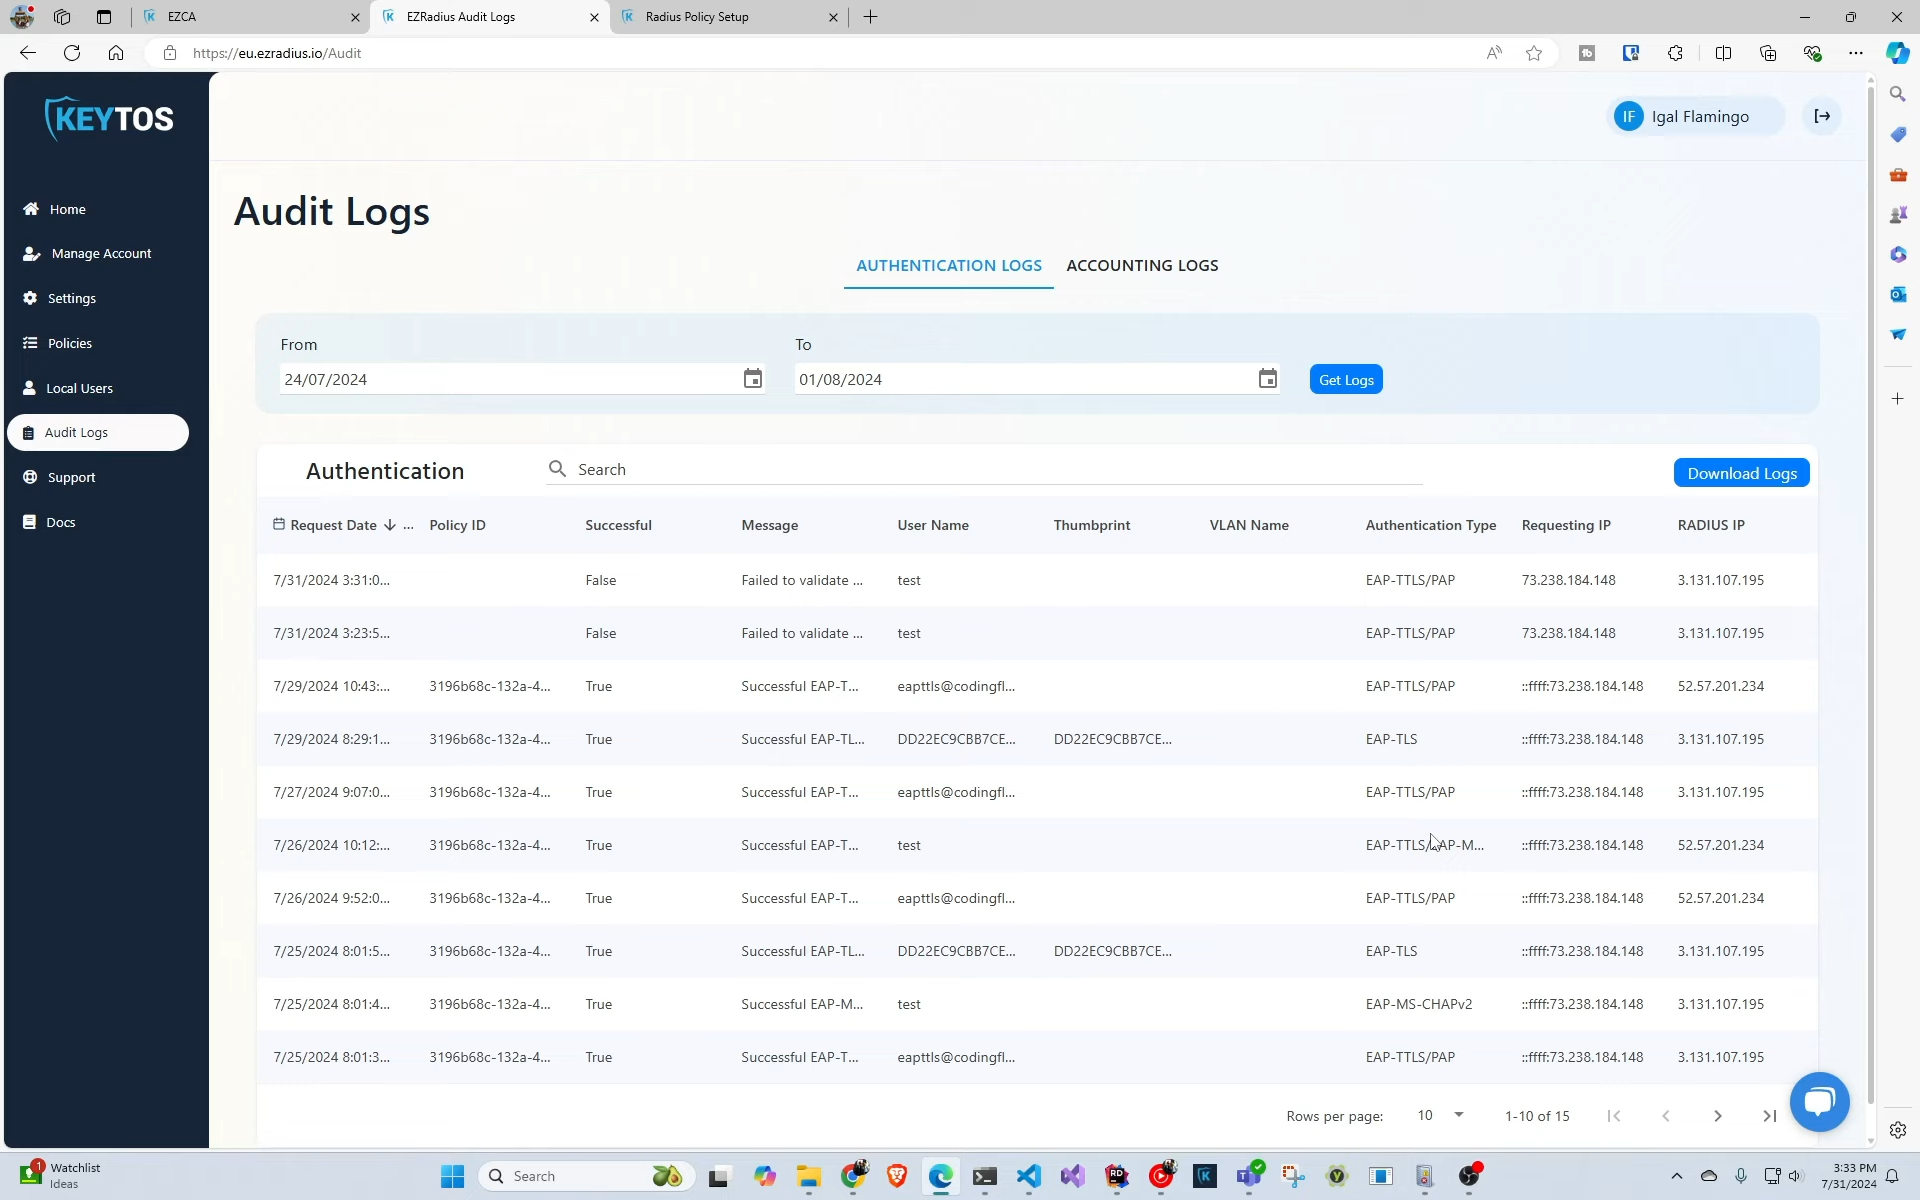 EZCA
EZRadius Audit Logs
Radius Policy Setup
https://eu.ezradius.io/Audit
KEYTOS
IF Igal Flamingo
Home
Manage Account
Settings
Policies
Local Users
Audit Logs
Support
Docs
Audit Logs
AUTHENTICATION LOGS ACCOUNTING LOGS
From To
24/07/2024 01/08/2024 Get Logs
Authentication Search Download Logs
Request Date ... Policy ID Successful Message User Name Thumbprint VLAN Name Authentication Type Requesting IP RADIUS IP
7/31/2024 3:31:0... False Failed to validate ... test EAP-TTLS/PAP 73.238.184.148 3.131.107.195
7/31/2024 3:23:5... False Failed to validate ... test EAP-TTLS/PAP 73.238.184.148 3.131.107.195
7/29/2024 10:43:... 3196b68c-132a-4... True Successful EAP-T... eapttls@codingfl... EAP-TTLS/PAP ::ffff:73.238.184.148 52.57.201.234
7/29/2024 8:29:1... 3196b68c-132a-4... True Successful EAP-TL... DD22EC9CBB7CE... DD22EC9CBB7CE... EAP-TLS ::ffff:73.238.184.148 3.131.107.195
7/27/2024 9:07:0... 3196b68c-132a-4... True Successful EAP-T... eapttls@codingfl... EAP-TTLS/PAP ::ffff:73.238.184.148 3.131.107.195
7/26/2024 10:12:... 3196b68c-132a-4... True Successful EAP-T... test EAP-TTLS/EAP-M... ::ffff:73.238.184.148 52.57.201.234
7/26/2024 9:52:0... 3196b68c-132a-4... True Successful EAP-T... eapttls@codingfl... EAP-TTLS/PAP ::ffff:73.238.184.148 52.57.201.234
7/25/2024 8:01:5... 3196b68c-132a-4... True Successful EAP-TL... DD22EC9CBB7CE... DD22EC9CBB7CE... EAP-TLS ::ffff:73.238.184.148 3.131.107.195
7/25/2024 8:01:4... 3196b68c-132a-4... True Successful EAP-M... test EAP-MS-CHAPv2 ::ffff:73.238.184.148 3.131.107.195
7/25/2024 8:01:3... 3196b68c-132a-4... True Successful EAP-T... eapttls@codingfl... EAP-TTLS/PAP ::ffff:73.238.184.148 3.131.107.195
Rows per page: 10 1-10 of 15
1 Watchlist
Ideas
Search
3:33 PM
7/31/2024